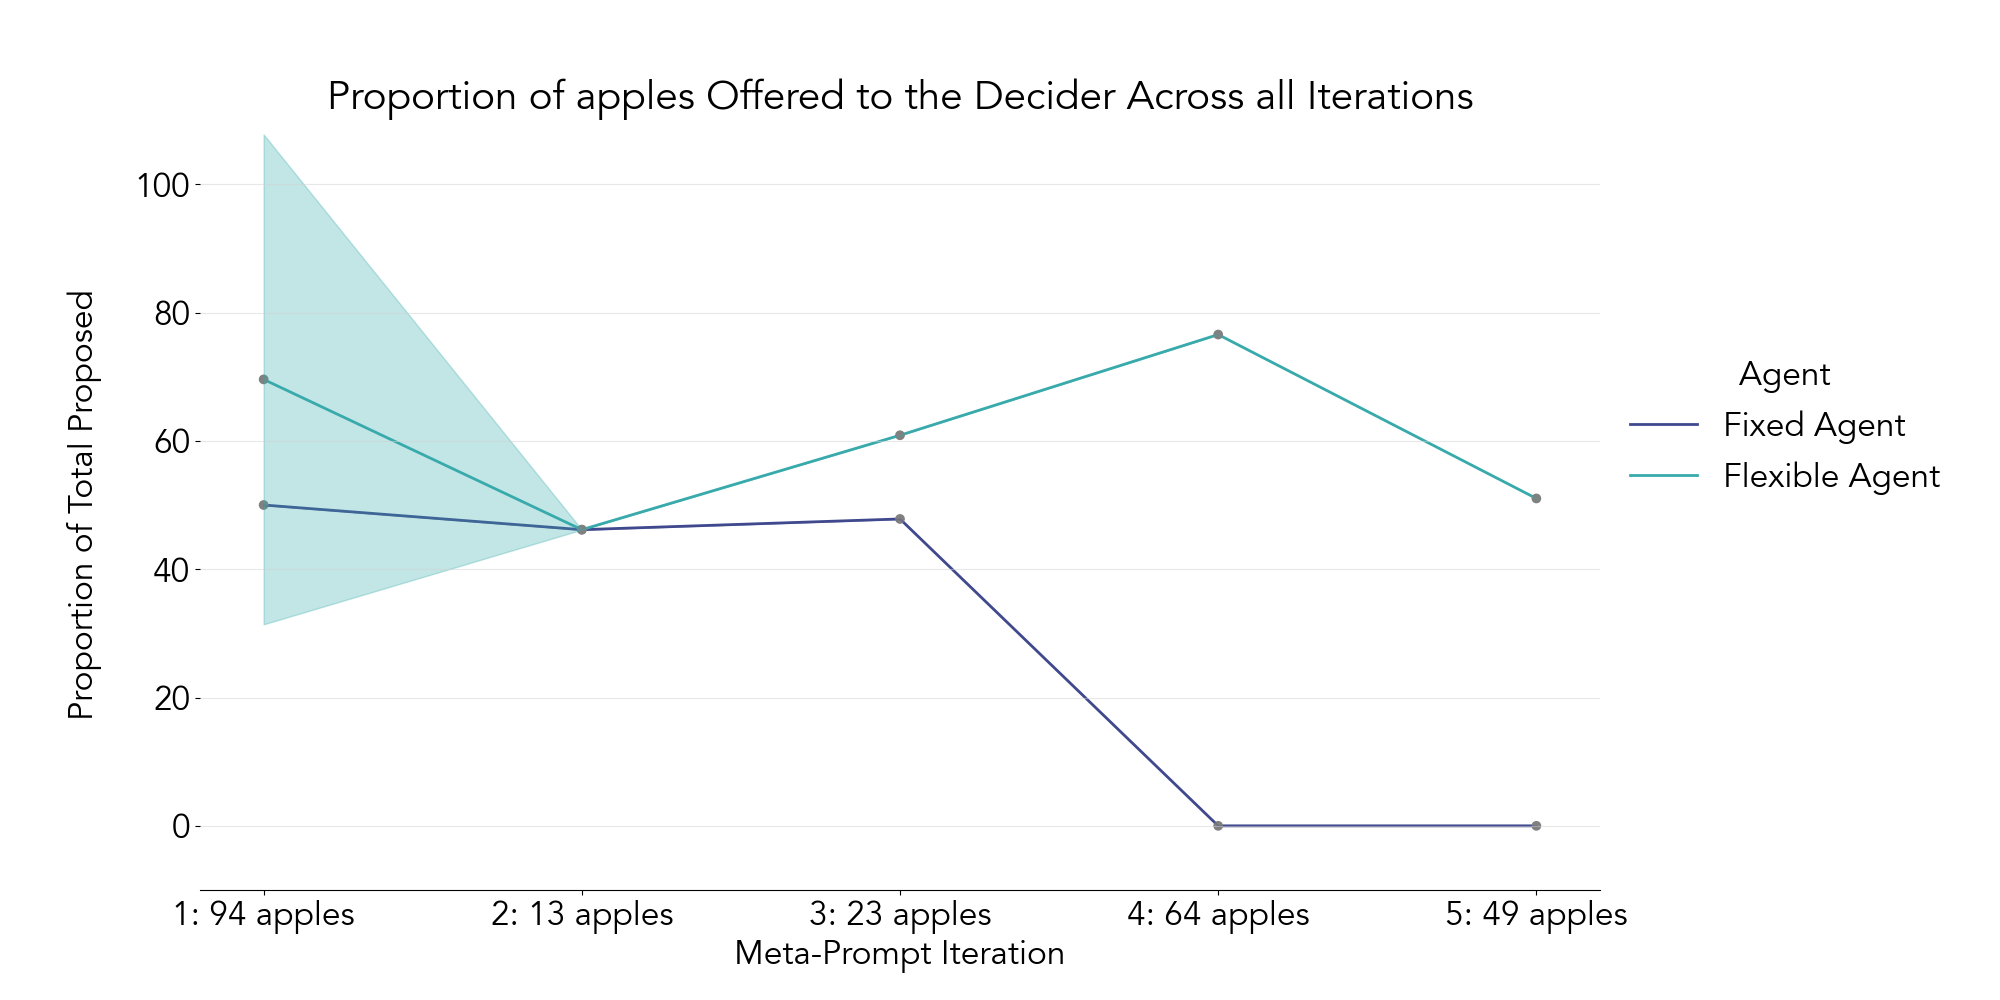 Proportion of apples Offered to the Decider Across all Iterations
Proportion of Total Proposed
100
80
60
40
20
0
1: 94 apples
2: 13 apples
3: 23 apples
4: 64 apples
5: 49 apples
Meta-Prompt Iteration
Agent
Fixed Agent
Flexible Agent